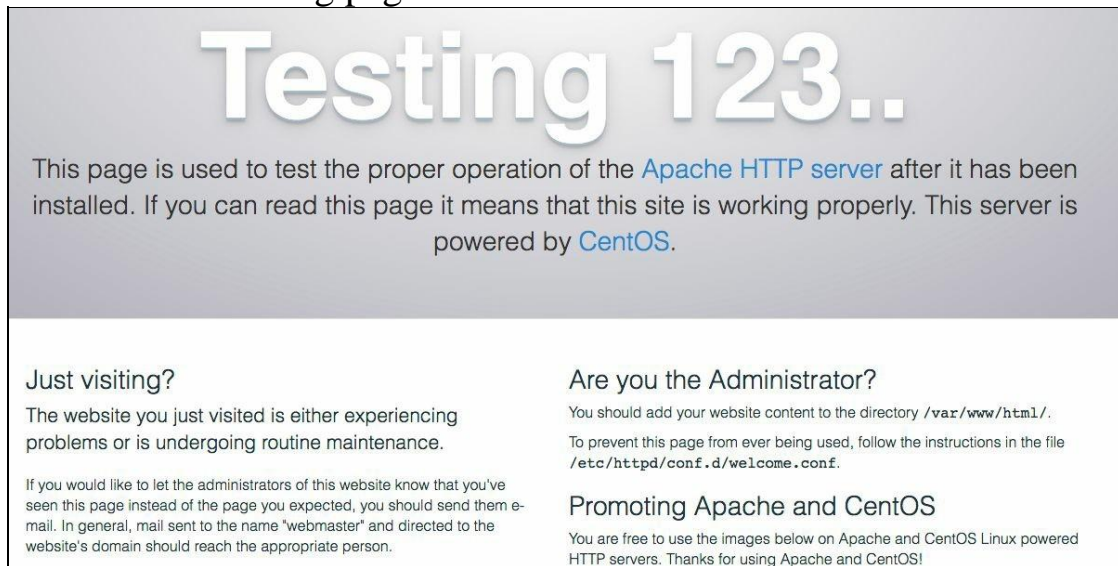 Testing 123..
This page is used to test the proper operation of the Apache HTTP server after it has been
installed. If you can read this page it means that this site is working properly. This server is
powered by CentOS.
Just visiting?
The website you just visited is either experiencing
problems or is undergoing routine maintenance.
If you would like to let the administrators of this website know that you've
seen this page instead of the page you expected, you should send them e-
mail. In general, mail sent to the name "webmaster" and directed to the
website's domain should reach the appropriate person.
Are you the Administrator?
You should add your website content to the directory /var/www/html/.
To prevent this page from ever being used, follow the instructions in the file
/etc/httpd/conf.d/welcome.conf.
Promoting Apache and CentOS
You are free to use the images below on Apache and CentOS Linux powered
HTTP servers. Thanks for using Apache and CentOS!